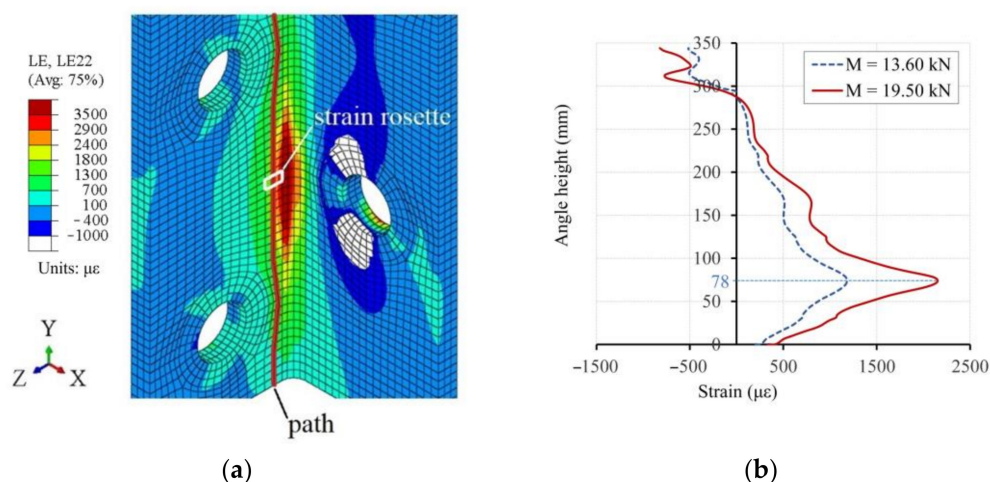 LE, LE22
(Avg: 75%)
3500
2900
2400
1800
1300
700
100
−400
−1000
Units: με
Y
Z
X
strain rosette
path
(a)
M = 13.60 kN
M = 19.50 kN
Angle height (mm)
350
300
250
200
150
100
78
50
0
−1500
−500
500
1500
2500
Strain (με)
(b)